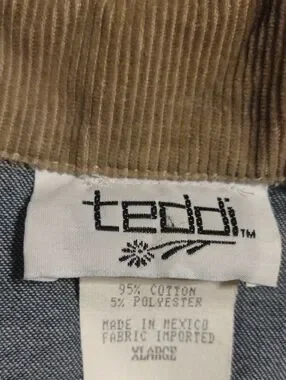 teddi™
95% COTTON
5% POLYESTER
MADE IN MEXICO
FABRIC IMPORTED
XLARGE